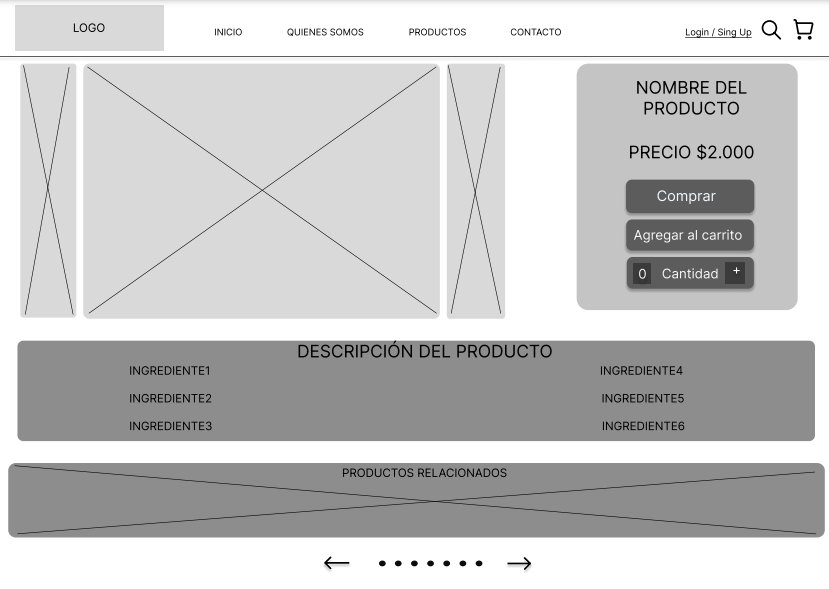 LOGO
INICIO
QUIENES SOMOS
PRODUCTOS
CONTACTO
Login / Sing Up
NOMBRE DEL
PRODUCTO
PRECIO $2.000
Comprar
Agregar al carrito
0 Cantidad +
DESCRIPCIÓN DEL PRODUCTO
INGREDIENTE1
INGREDIENTE2
INGREDIENTE3
INGREDIENTE4
INGREDIENTE5
INGREDIENTE6
PRODUCTOS RELACIONADOS